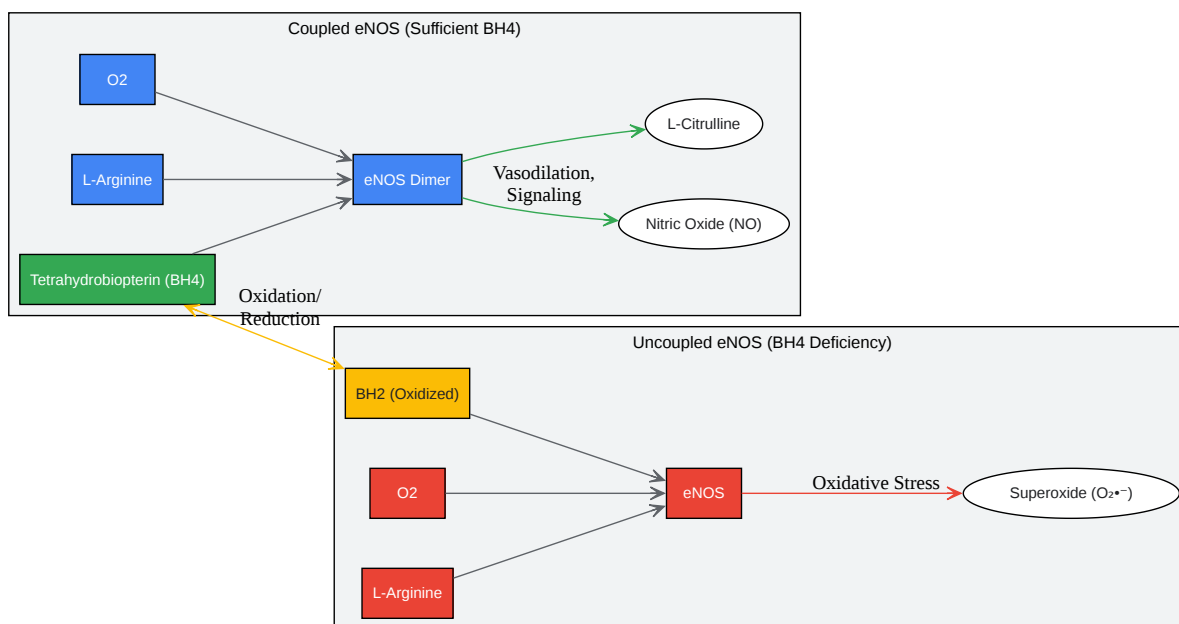 Coupled eNOS (Sufficient BH4)
O2
L-Citrulline
L-Arginine
eNOS Dimer
Vasodilation,
Signaling
Nitric Oxide (NO)
Tetrahydrobiopterin (BH4)
Oxidation/
Reduction
Uncoupled eNOS (BH4 Deficiency)
BH2 (Oxidized)
O2
eNOS
Oxidative Stress
Superoxide (O₂•⁻)
L-Arginine